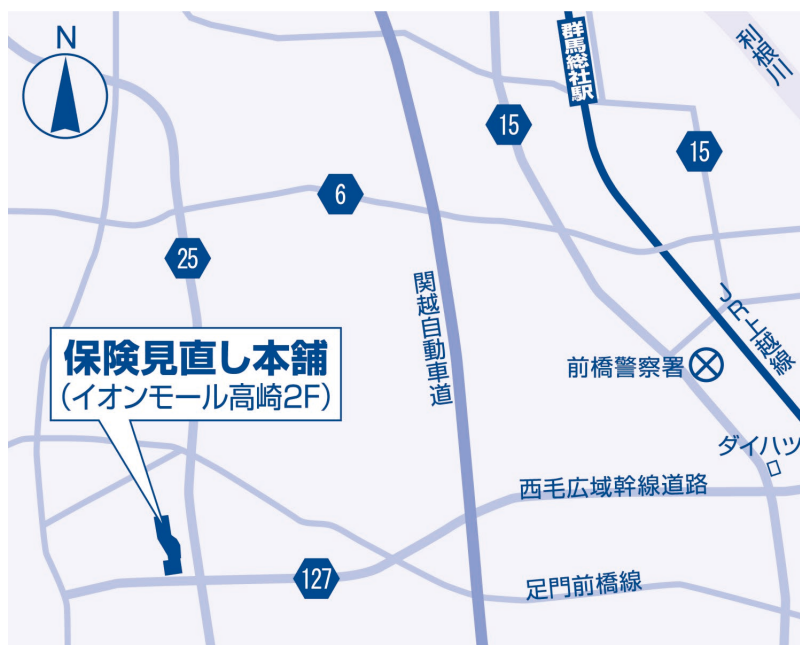 N
群馬総社駅
利根川
15
15
6
25
関越自動車道
JR上越線
保険見直し本舗
(イオンモール高崎2F)
前橋警察署
ダイハツ
西毛広域幹線道路
127
足門前橋線